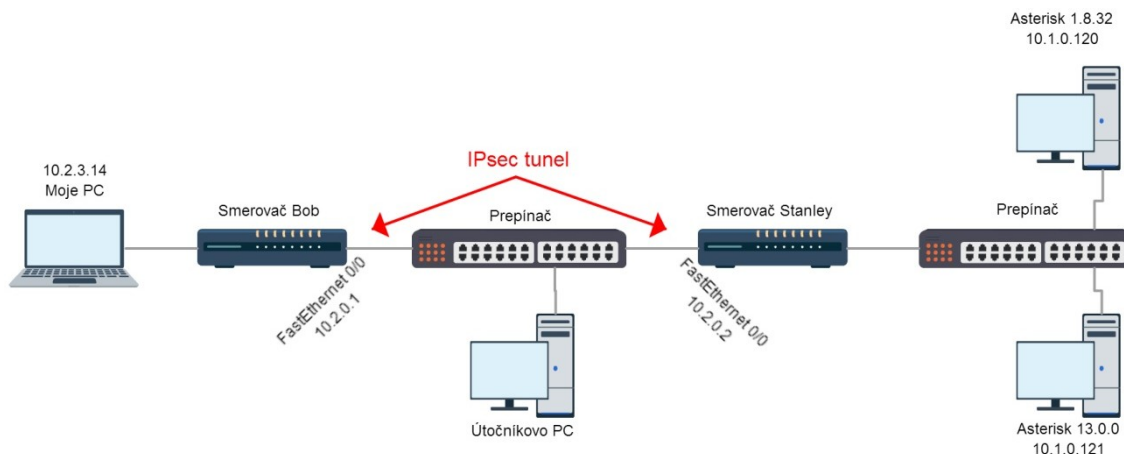 Asterisk 1.8.32
10.1.0.120
IPsec tunel
10.2.3.14
Moje PC
Smerovač Bob
Prepínač
Smerovač Stanley
Prepínač
FastEthernet 0/0
10.2.0.1
FastEthernet 0/0
10.2.0.2
Útočníkovo PC
Asterisk 13.0.0
10.1.0.121